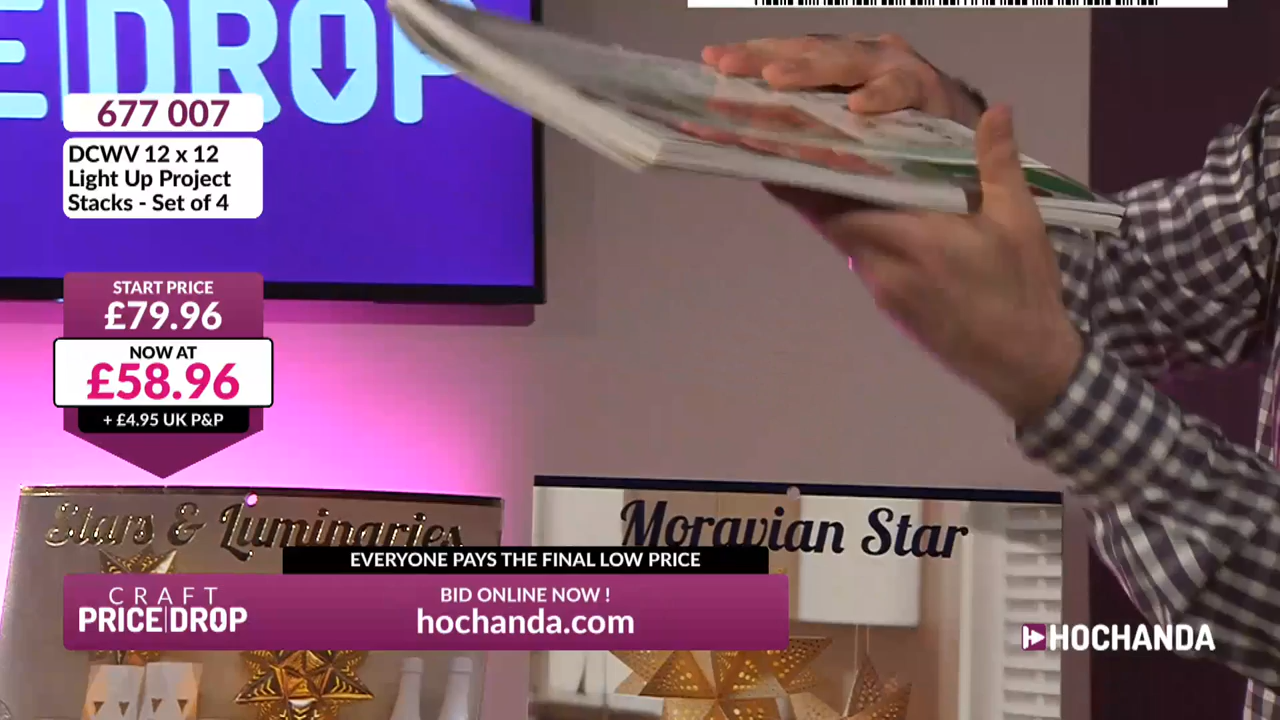 E|DROP
677 007
DCWV 12 x 12
Light Up Project
Stacks - Set of 4
START PRICE
£79.96
NOW AT
£58.96
+ £4.95 UK P&P
Stars & Luminaries
Moravian Star
EVERYONE PAYS THE FINAL LOW PRICE
CRAFT
PRICE|DROP
BID ONLINE NOW !
hochanda.com
HOCHANDA